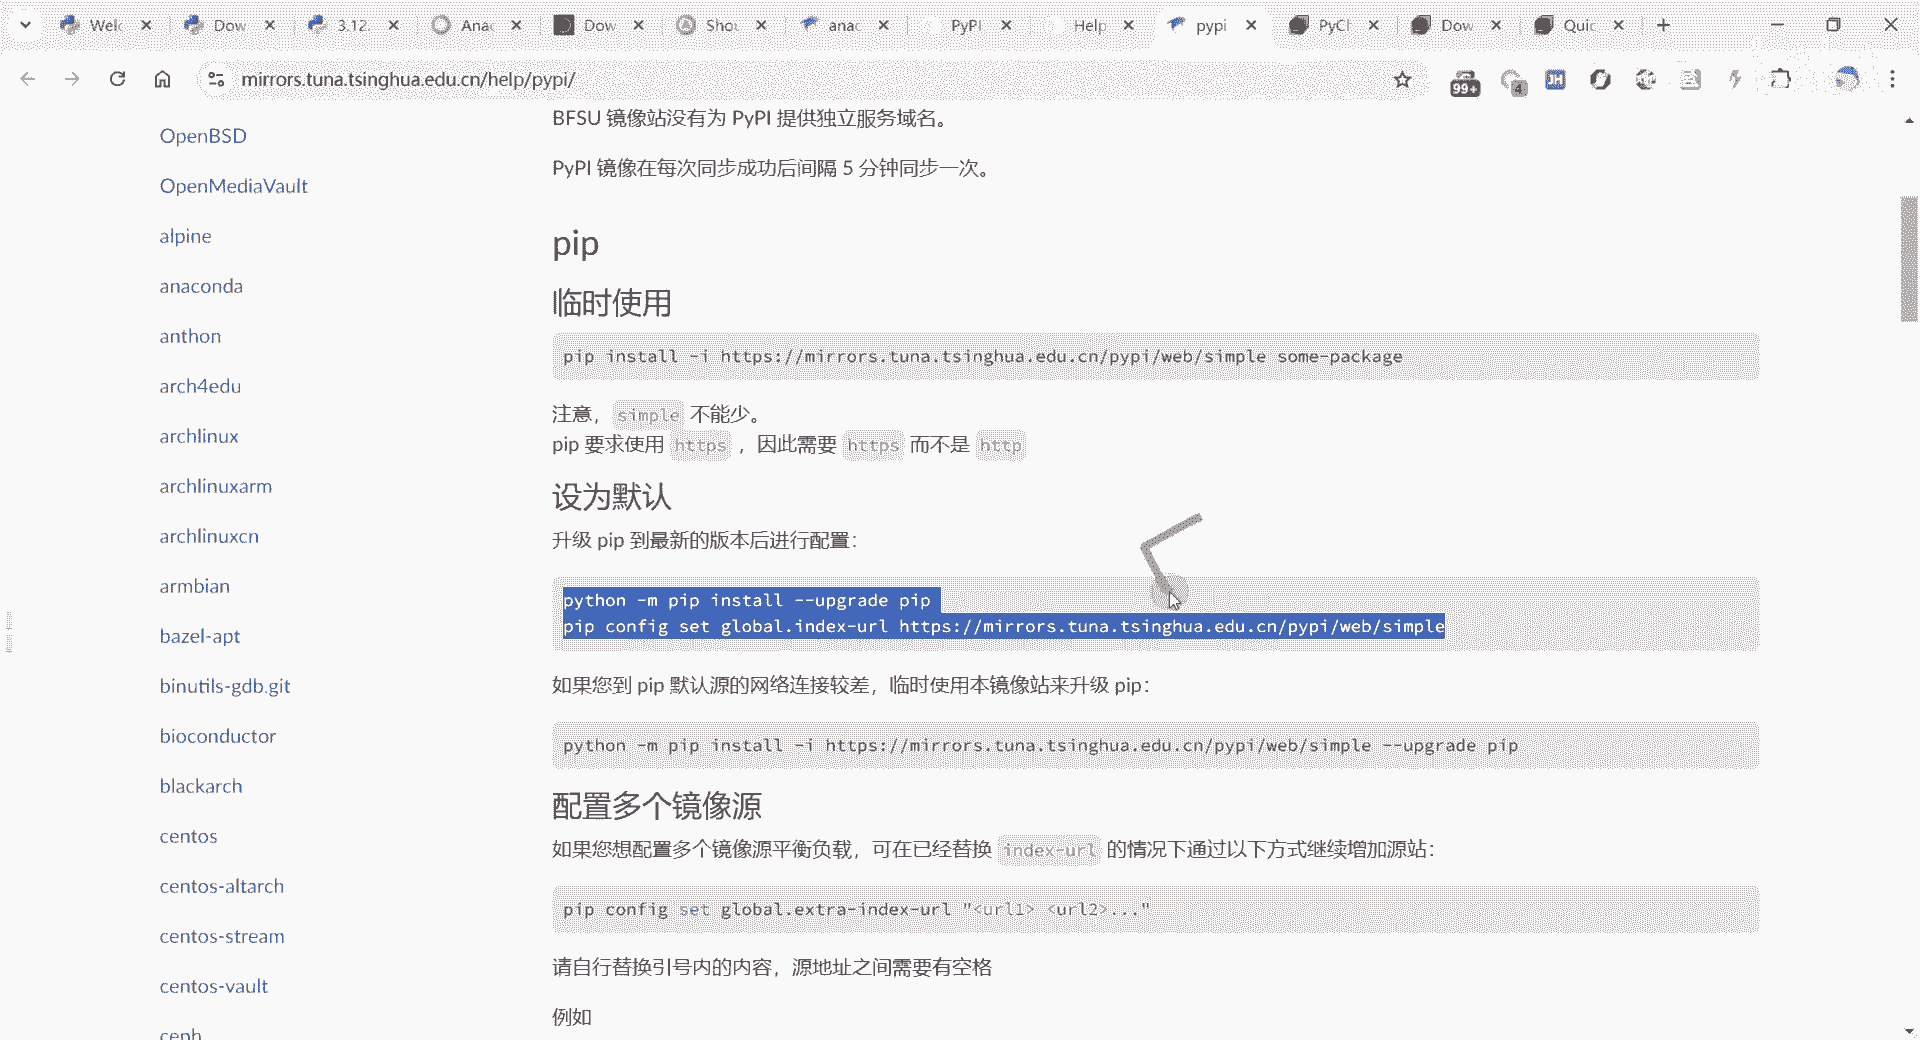 Welc
Dow
3.12.
Anac
Dow
Shou
anac
PyPI
Help
pypi
PyCl
Dow
Quic
mirrors.tuna.tsinghua.edu.cn/help/pypi/
99+
4
JH
OpenBSD
OpenMediaVault
alpine
anaconda
anthon
arch4edu
archlinux
archlinuxarm
archlinuxcn
armbian
bazel-apt
binutils-gdb.git
bioconductor
blackarch
centos
centos-altarch
centos-stream
centos-vault
ceph
BFSU 镜像站没有为 PyPI 提供独立服务域名。
PyPI 镜像在每次同步成功后间隔 5 分钟同步一次。
pip
临时使用
pip install -i https://mirrors.tuna.tsinghua.edu.cn/pypi/web/simple some-package
注意，simple 不能少。
pip 要求使用 https ，因此需要 https 而不是 http
设为默认
升级 pip 到最新的版本后进行配置：
python -m pip install --upgrade pip
pip config set global.index-url https://mirrors.tuna.tsinghua.edu.cn/pypi/web/simple
如果您到 pip 默认源的网络连接较差，临时使用本镜像站来升级 pip：
python -m pip install -i https://mirrors.tuna.tsinghua.edu.cn/pypi/web/simple --upgrade pip
配置多个镜像源
如果您想配置多个镜像源平衡负载，可在已经替换 index-url 的情况下通过以下方式继续增加源站：
pip config set global.extra-index-url "<url1> <url2>..."
请自行替换引号内的内容，源地址之间需要有空格
例如